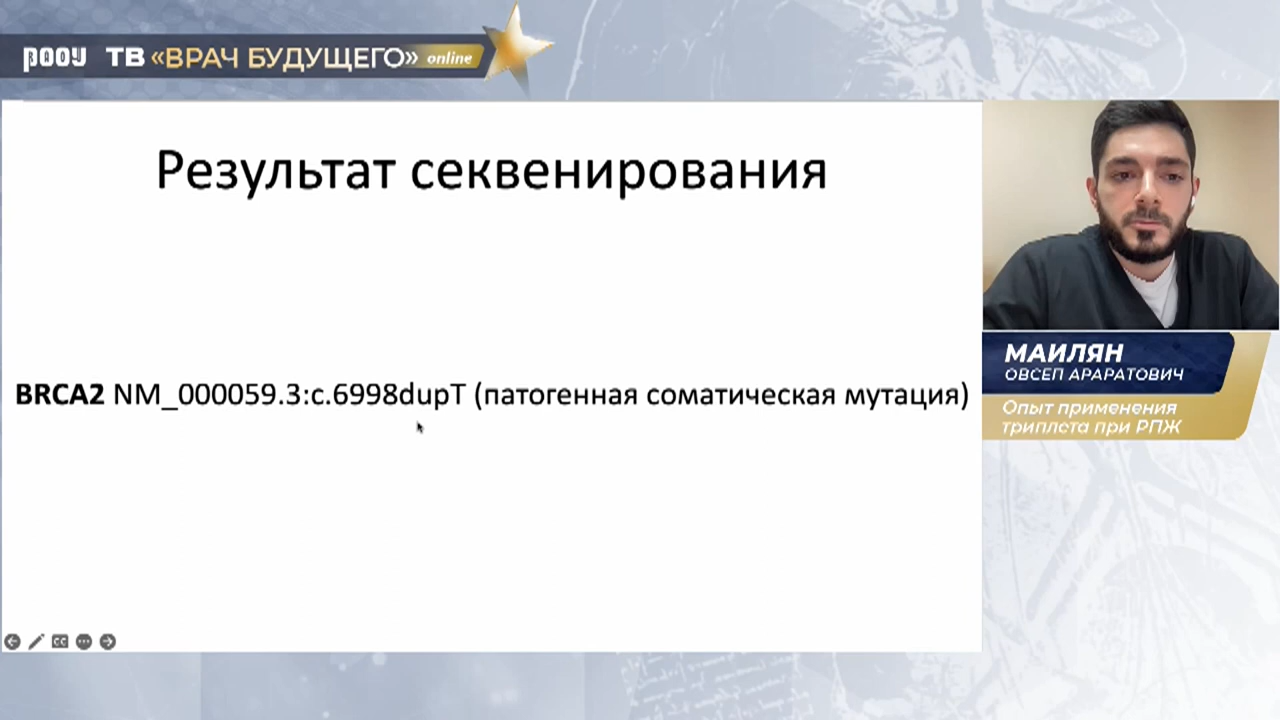 РООУ ТВ «ВРАЧ БУДУЩЕГО» online
Результат секвенирования
BRCA2 NM_000059.3:c.6998dupT (патогенная соматическая мутация)
МАИЛЯН
ОВСЕП АРАРАТОВИЧ
Опыт применения
триплета при РПЖ
CC